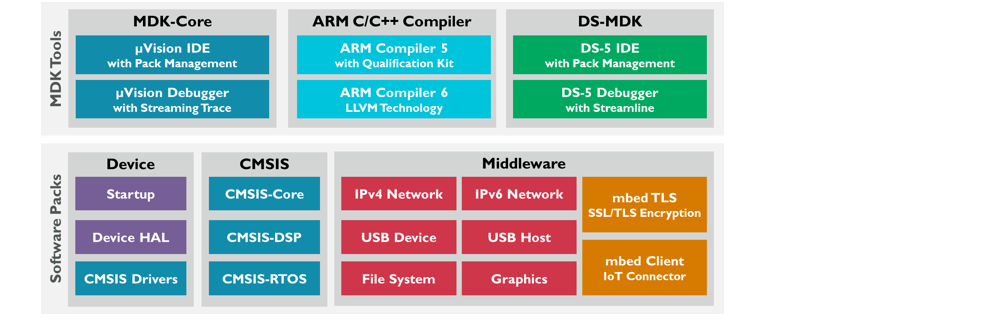 MDK Tools
MDK-Core
µVision IDE
with Pack Management
µVision Debugger
with Streaming Trace
ARM C/C++ Compiler
ARM Compiler 5
with Qualification Kit
ARM Compiler 6
LLVM Technology
DS-MDK
DS-5 IDE
with Pack Management
DS-5 Debugger
with Streamline
Software Packs
Device
Startup
Device HAL
CMSIS Drivers
CMSIS
CMSIS-Core
CMSIS-DSP
CMSIS-RTOS
Middleware
IPv4 Network
IPv6 Network
USB Device
USB Host
File System
Graphics
mbed TLS
SSL/TLS Encryption
mbed Client
IoT Connector